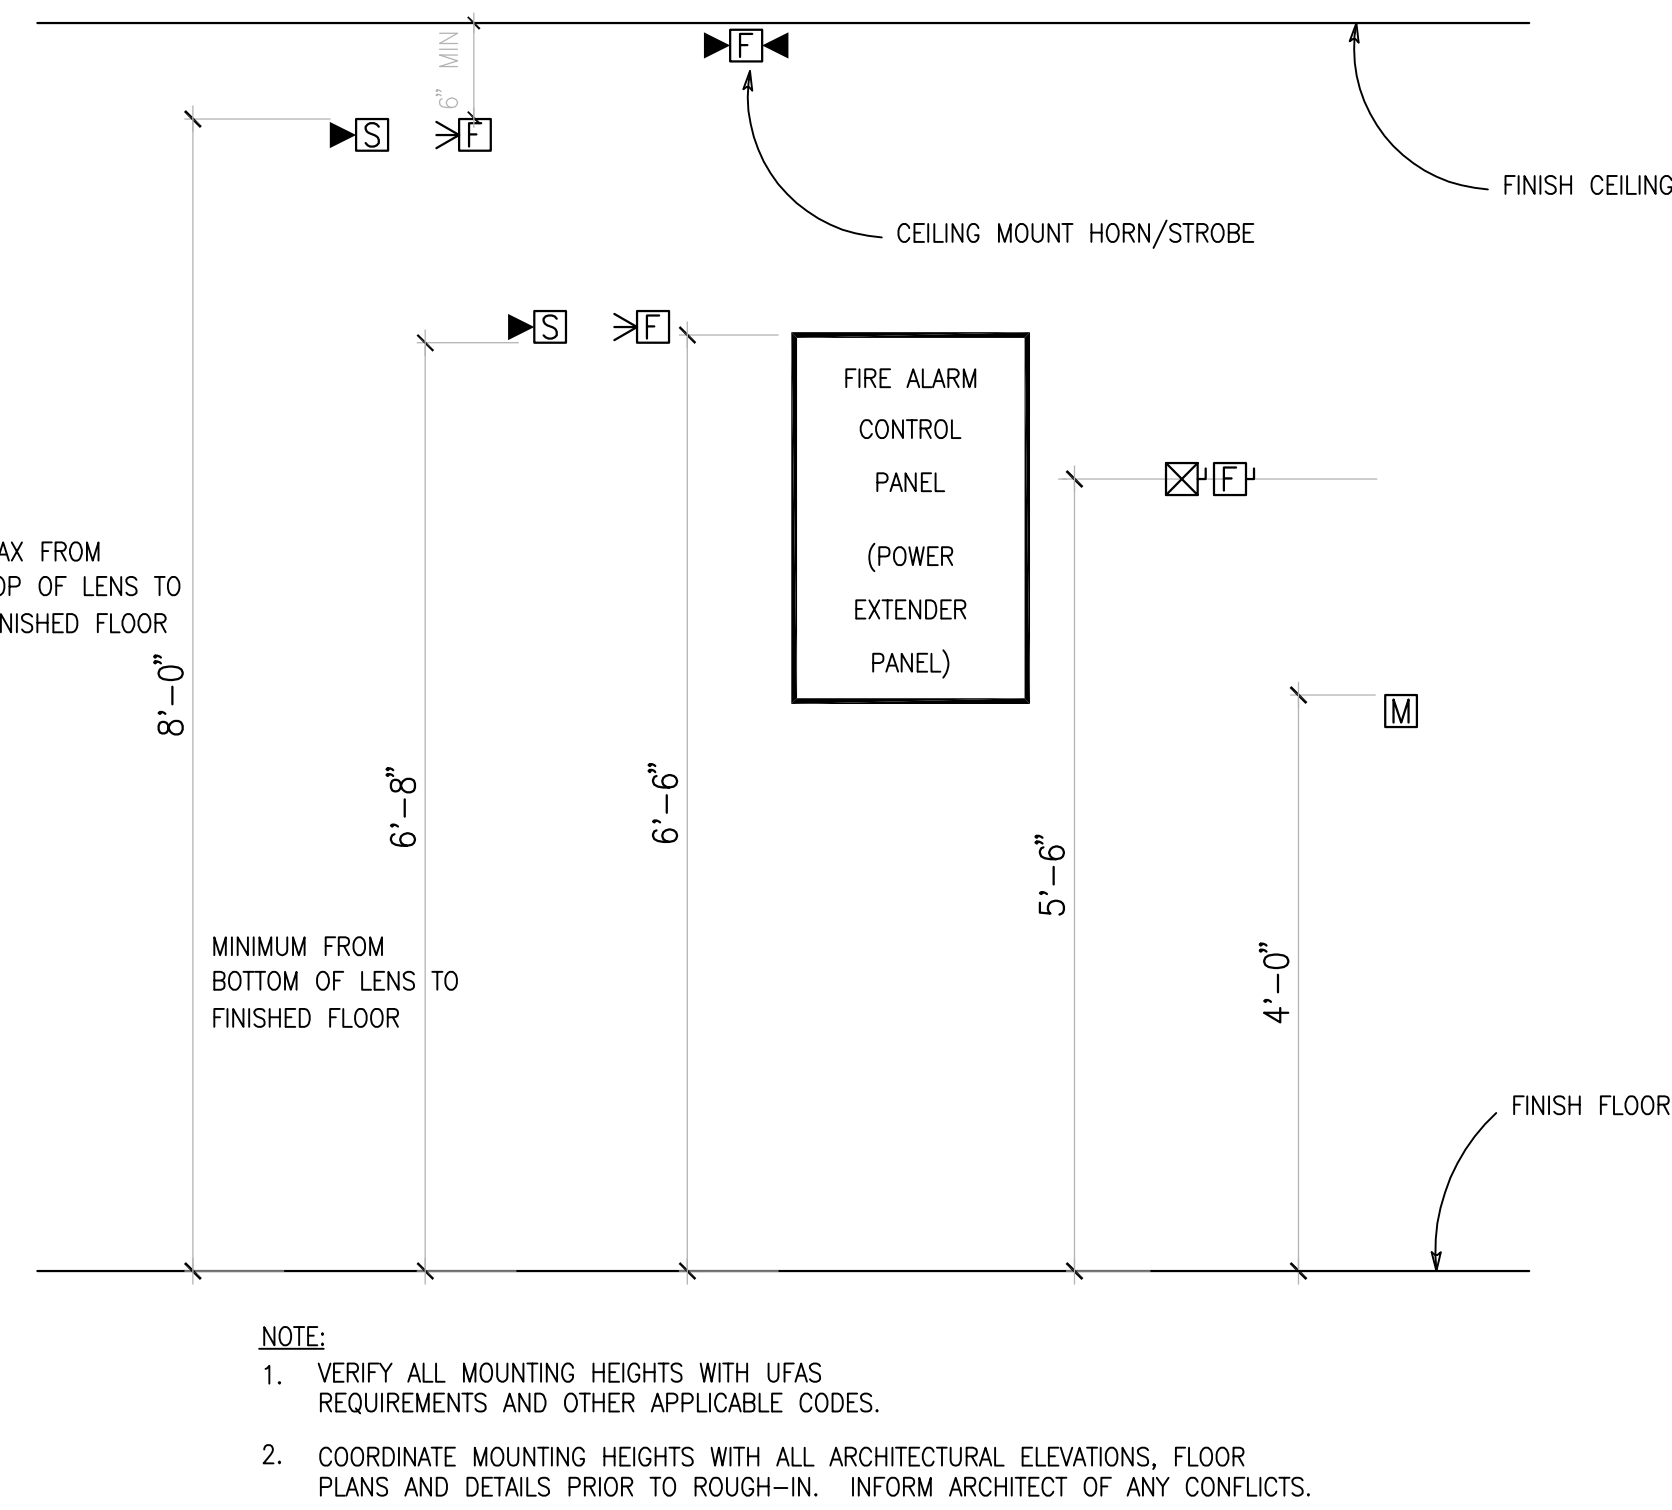 6" MIN
F
S
F
FINISH CEILING
CEILING MOUNT HORN/STROBE
S
F
FIRE ALARM
CONTROL
PANEL
(POWER
EXTENDER
PANEL)
F
FROM
OF LENS TO
FLOOR
8'-0"
M
6'-8"
6'-6"
5'-6"
4'-0"
MINIMUM FROM
BOTTOM OF LENS TO
FINISHED FLOOR
FINISH FLOOR
NOTE:
1. VERIFY ALL MOUNTING HEIGHTS WITH UFAS
REQUIREMENTS AND OTHER APPLICABLE CODES.
2. COORDINATE MOUNTING HEIGHTS WITH ALL ARCHITECTURAL ELEVATIONS, FLOOR
PLANS AND DETAILS PRIOR TO ROUGH-IN. INFORM ARCHITECT OF ANY CONFLICTS.